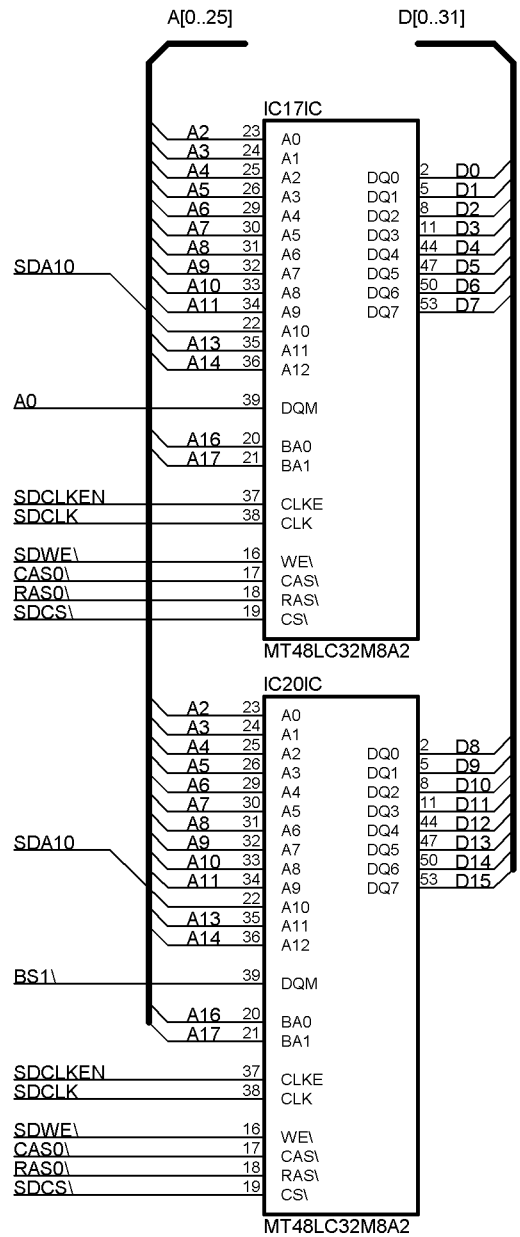 A[0..25] D[0..31]
IC17IC
A2 23 A0
A3 24 A1
A4 25 A2 DQ0 2 D0
A5 26 A3 DQ1 5 D1
A6 29 A4 DQ2 8 D2
A7 30 A5 DQ3 11 D3
A8 31 A6 DQ4 44 D4
SDA10 A9 32 A7 DQ5 47 D5
A10 33 A8 DQ6 50 D6
A11 34 A9 DQ7 53 D7
22 A10
A13 35 A11
A14 36 A12
A0 39 DQM
A16 20 BA0
A17 21 BA1
SDCLKEN 37 CLKE
SDCLK 38 CLK
SDWE\ 16 WE\
CAS0\ 17 CAS\
RAS0\ 18 RAS\
SDCS\ 19 CS\
MT48LC32M8A2
IC20IC
A2 23 A0
A3 24 A1
A4 25 A2 DQ0 2 D8
A5 26 A3 DQ1 5 D9
A6 29 A4 DQ2 8 D10
A7 30 A5 DQ3 11 D11
A8 31 A6 DQ4 44 D12
SDA10 A9 32 A7 DQ5 47 D13
A10 33 A8 DQ6 50 D14
A11 34 A9 DQ7 53 D15
22 A10
A13 35 A11
A14 36 A12
BS1\ 39 DQM
A16 20 BA0
A17 21 BA1
SDCLKEN 37 CLKE
SDCLK 38 CLK
SDWE\ 16 WE\
CAS0\ 17 CAS\
RAS0\ 18 RAS\
SDCS\ 19 CS\
MT48LC32M8A2